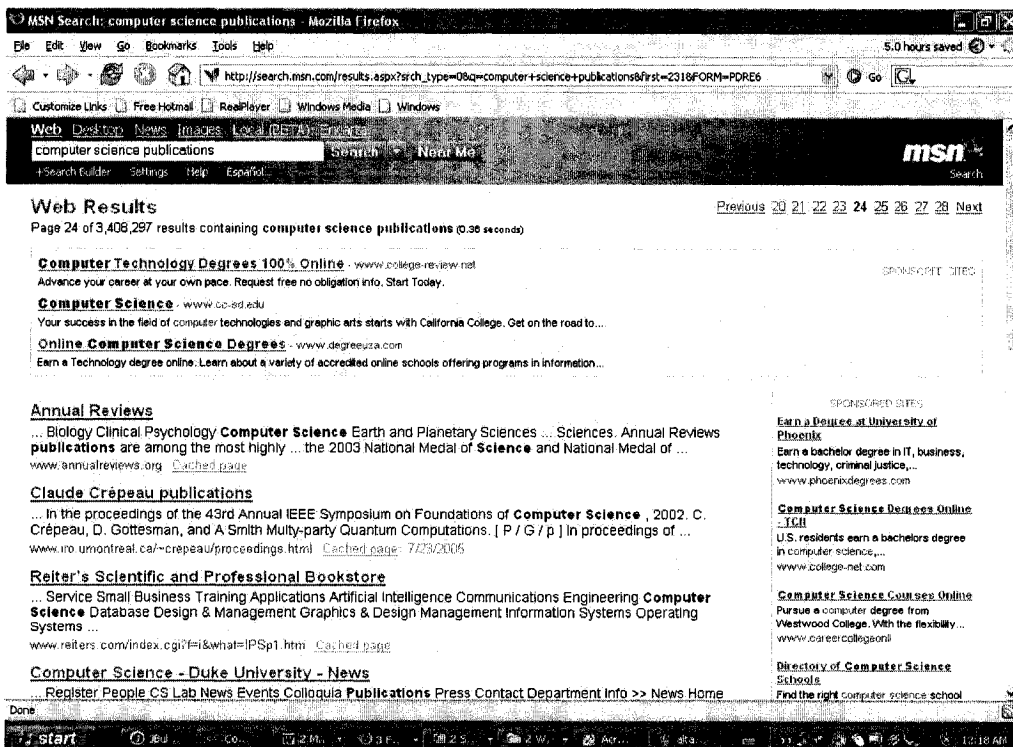 MSN Search: computer science publications - Mozilla Firefox
File Edit View Go Bookmarks Tools Help
5.0 hours saved
http://search.msn.com/results.aspx?srch_type=0&q=computer+science+publications&first=231&FORM=PDRE6
Go
Customize Links Free Hotmail RealPlayer Windows Media Windows
Web Desktop News Images Local (BETA) Encarta
computer science publications Search Near Me
msn
+Search Builder Settings Help Español
Search
Web Results
Previous 20 21 22 23 24 25 26 27 28 Next
Page 24 of 3,408,297 results containing computer science publications (0.36 seconds)
Computer Technology Degrees 100% Online - www.college-review.net
SPONSORED SITES
Advance your career at your own pace. Request free no obligation info. Start Today.
Computer Science - www.cc-sd.edu
Your success in the field of computer technologies and graphic arts starts with California College. Get on the road to...
Online Computer Science Degrees - www.degreeusa.com
Earn a Technology degree online. Learn about a variety of accredited online schools offering programs in information...
Annual Reviews
... Biology Clinical Psychology Computer Science Earth and Planetary Sciences ... Sciences. Annual Reviews
publications are among the most highly ... the 2003 National Medal of Science and National Medal of ...
www.annualreviews.org Cached page
Claude Crépeau publications
... In the proceedings of the 43rd Annual IEEE Symposium on Foundations of Computer Science , 2002. C.
Crépeau, D. Gottesman, and A Smith Multy-party Quantum Computations. [ P / G / p ] In proceedings of ...
www.iro.umontreal.ca/~crepeau/proceedings.html Cached page: 7/23/2005
Reiter's Scientific and Professional Bookstore
... Service Small Business Training Applications Artificial Intelligence Communications Engineering Computer
Science Database Design & Management Graphics & Design Management Information Systems Operating
Systems ...
www.reiters.com/index.cgi?f=i&what=IPSp1.htm Cached page
Computer Science - Duke University - News
... Register People CS Lab News Events Colloquia Publications Press Contact Department Info >> News Home
SPONSORED SITES
Earn a Degree at University of
Phoenix
Earn a bachelor degree in IT, business,
technology, criminal justice,...
www.phoenixdegrees.com
Computer Science Degrees Online
- TCII
U.S. residents earn a bachelors degree
in computer science,...
www.college-net.com
Computer Science Courses Online
Pursue a computer degree from
Westwood College. With the flexibility...
www.careercollegeonli
Directory of Computer Science
Schools
Find the right computer science school
Done
start JBu Co... 2 M... 3 F... 2 S... 2 W... Acr... 12:18 AM